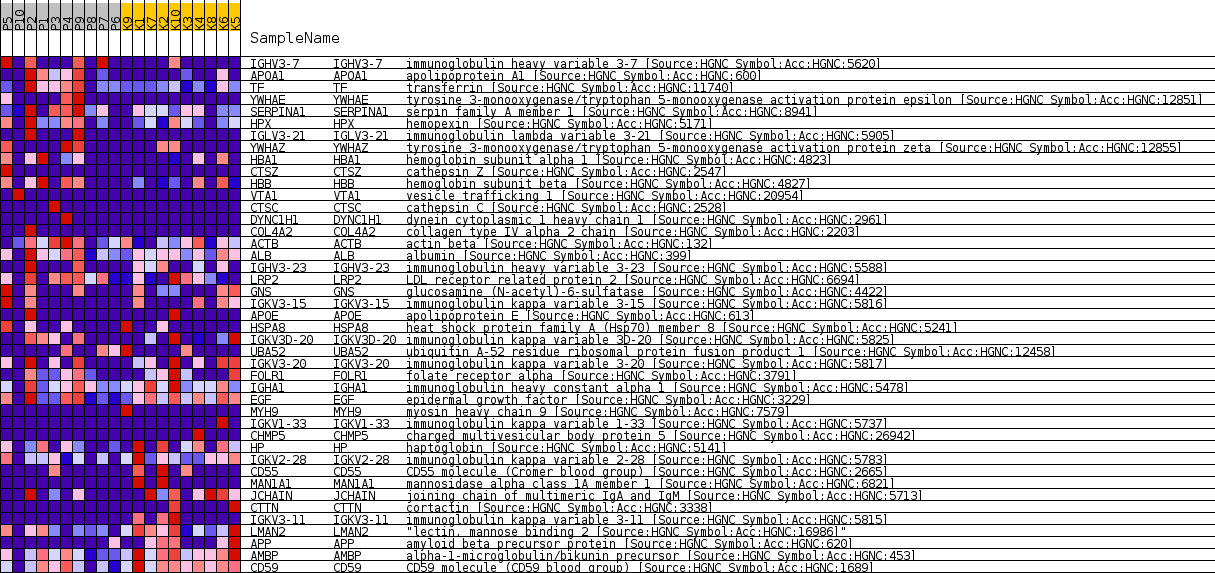 P5 P10 P2 P1 P3 P4 P9 P8 P7 P6 K9 K1 K7 K2 K10 K3 K4 K8 K6 K5
SampleName
IGHV3-7 IGHV3-7 immunoglobulin heavy variable 3-7 [Source:HGNC Symbol;Acc:HGNC:5620]
APOA1 APOA1 apolipoprotein A1 [Source:HGNC Symbol;Acc:HGNC:600]
TF TF transferrin [Source:HGNC Symbol;Acc:HGNC:11740]
YWHAE YWHAE tyrosine 3-monooxygenase/tryptophan 5-monooxygenase activation protein epsilon [Source:HGNC Symbol;Acc:HGNC:12851]
SERPINA1 SERPINA1 serpin family A member 1 [Source:HGNC Symbol;Acc:HGNC:8941]
HPX HPX hemopexin [Source:HGNC Symbol;Acc:HGNC:5171]
IGLV3-21 IGLV3-21 immunoglobulin lambda variable 3-21 [Source:HGNC Symbol;Acc:HGNC:5905]
YWHAZ YWHAZ tyrosine 3-monooxygenase/tryptophan 5-monooxygenase activation protein zeta [Source:HGNC Symbol;Acc:HGNC:12855]
HBA1 HBA1 hemoglobin subunit alpha 1 [Source:HGNC Symbol;Acc:HGNC:4823]
CTSZ CTSZ cathepsin Z [Source:HGNC Symbol;Acc:HGNC:2547]
HBB HBB hemoglobin subunit beta [Source:HGNC Symbol;Acc:HGNC:4827]
VTA1 VTA1 vesicle trafficking 1 [Source:HGNC Symbol;Acc:HGNC:20954]
CTSC CTSC cathepsin C [Source:HGNC Symbol;Acc:HGNC:2528]
DYNC1H1 DYNC1H1 dynein cytoplasmic 1 heavy chain 1 [Source:HGNC Symbol;Acc:HGNC:2961]
COL4A2 COL4A2 collagen type IV alpha 2 chain [Source:HGNC Symbol;Acc:HGNC:2203]
ACTB ACTB actin beta [Source:HGNC Symbol;Acc:HGNC:132]
ALB ALB albumin [Source:HGNC Symbol;Acc:HGNC:399]
IGHV3-23 IGHV3-23 immunoglobulin heavy variable 3-23 [Source:HGNC Symbol;Acc:HGNC:5588]
LRP2 LRP2 LDL receptor related protein 2 [Source:HGNC Symbol;Acc:HGNC:6694]
GNS GNS glucosamine (N-acetyl)-6-sulfatase [Source:HGNC Symbol;Acc:HGNC:4422]
IGKV3-15 IGKV3-15 immunoglobulin kappa variable 3-15 [Source:HGNC Symbol;Acc:HGNC:5816]
APOE APOE apolipoprotein E [Source:HGNC Symbol;Acc:HGNC:613]
HSPA8 HSPA8 heat shock protein family A (Hsp70) member 8 [Source:HGNC Symbol;Acc:HGNC:5241]
IGKV3D-20 IGKV3D-20 immunoglobulin kappa variable 3D-20 [Source:HGNC Symbol;Acc:HGNC:5825]
UBA52 UBA52 ubiquitin A-52 residue ribosomal protein fusion product 1 [Source:HGNC Symbol;Acc:HGNC:12458]
IGKV3-20 IGKV3-20 immunoglobulin kappa variable 3-20 [Source:HGNC Symbol;Acc:HGNC:5817]
FOLR1 FOLR1 folate receptor alpha [Source:HGNC Symbol;Acc:HGNC:3791]
IGHA1 IGHA1 immunoglobulin heavy constant alpha 1 [Source:HGNC Symbol;Acc:HGNC:5478]
EGF EGF epidermal growth factor [Source:HGNC Symbol;Acc:HGNC:3229]
MYH9 MYH9 myosin heavy chain 9 [Source:HGNC Symbol;Acc:HGNC:7579]
IGKV1-33 IGKV1-33 immunoglobulin kappa variable 1-33 [Source:HGNC Symbol;Acc:HGNC:5737]
CHMP5 CHMP5 charged multivesicular body protein 5 [Source:HGNC Symbol;Acc:HGNC:26942]
HP HP haptoglobin [Source:HGNC Symbol;Acc:HGNC:5141]
IGKV2-28 IGKV2-28 immunoglobulin kappa variable 2-28 [Source:HGNC Symbol;Acc:HGNC:5783]
CD55 CD55 CD55 molecule (Cromer blood group) [Source:HGNC Symbol;Acc:HGNC:2665]
MAN1A1 MAN1A1 mannosidase alpha class 1A member 1 [Source:HGNC Symbol;Acc:HGNC:6821]
JCHAIN JCHAIN joining chain of multimeric IgA and IgM [Source:HGNC Symbol;Acc:HGNC:5713]
CTTN CTTN cortactin [Source:HGNC Symbol;Acc:HGNC:3338]
IGKV3-11 IGKV3-11 immunoglobulin kappa variable 3-11 [Source:HGNC Symbol;Acc:HGNC:5815]
LMAN2 LMAN2 "lectin, mannose binding 2 [Source:HGNC Symbol;Acc:HGNC:16986]"
APP APP amyloid beta precursor protein [Source:HGNC Symbol;Acc:HGNC:620]
AMBP AMBP alpha-1-microglobulin/bikunin precursor [Source:HGNC Symbol;Acc:HGNC:453]
CD59 CD59 CD59 molecule (CD59 blood group) [Source:HGNC Symbol;Acc:HGNC:1689]